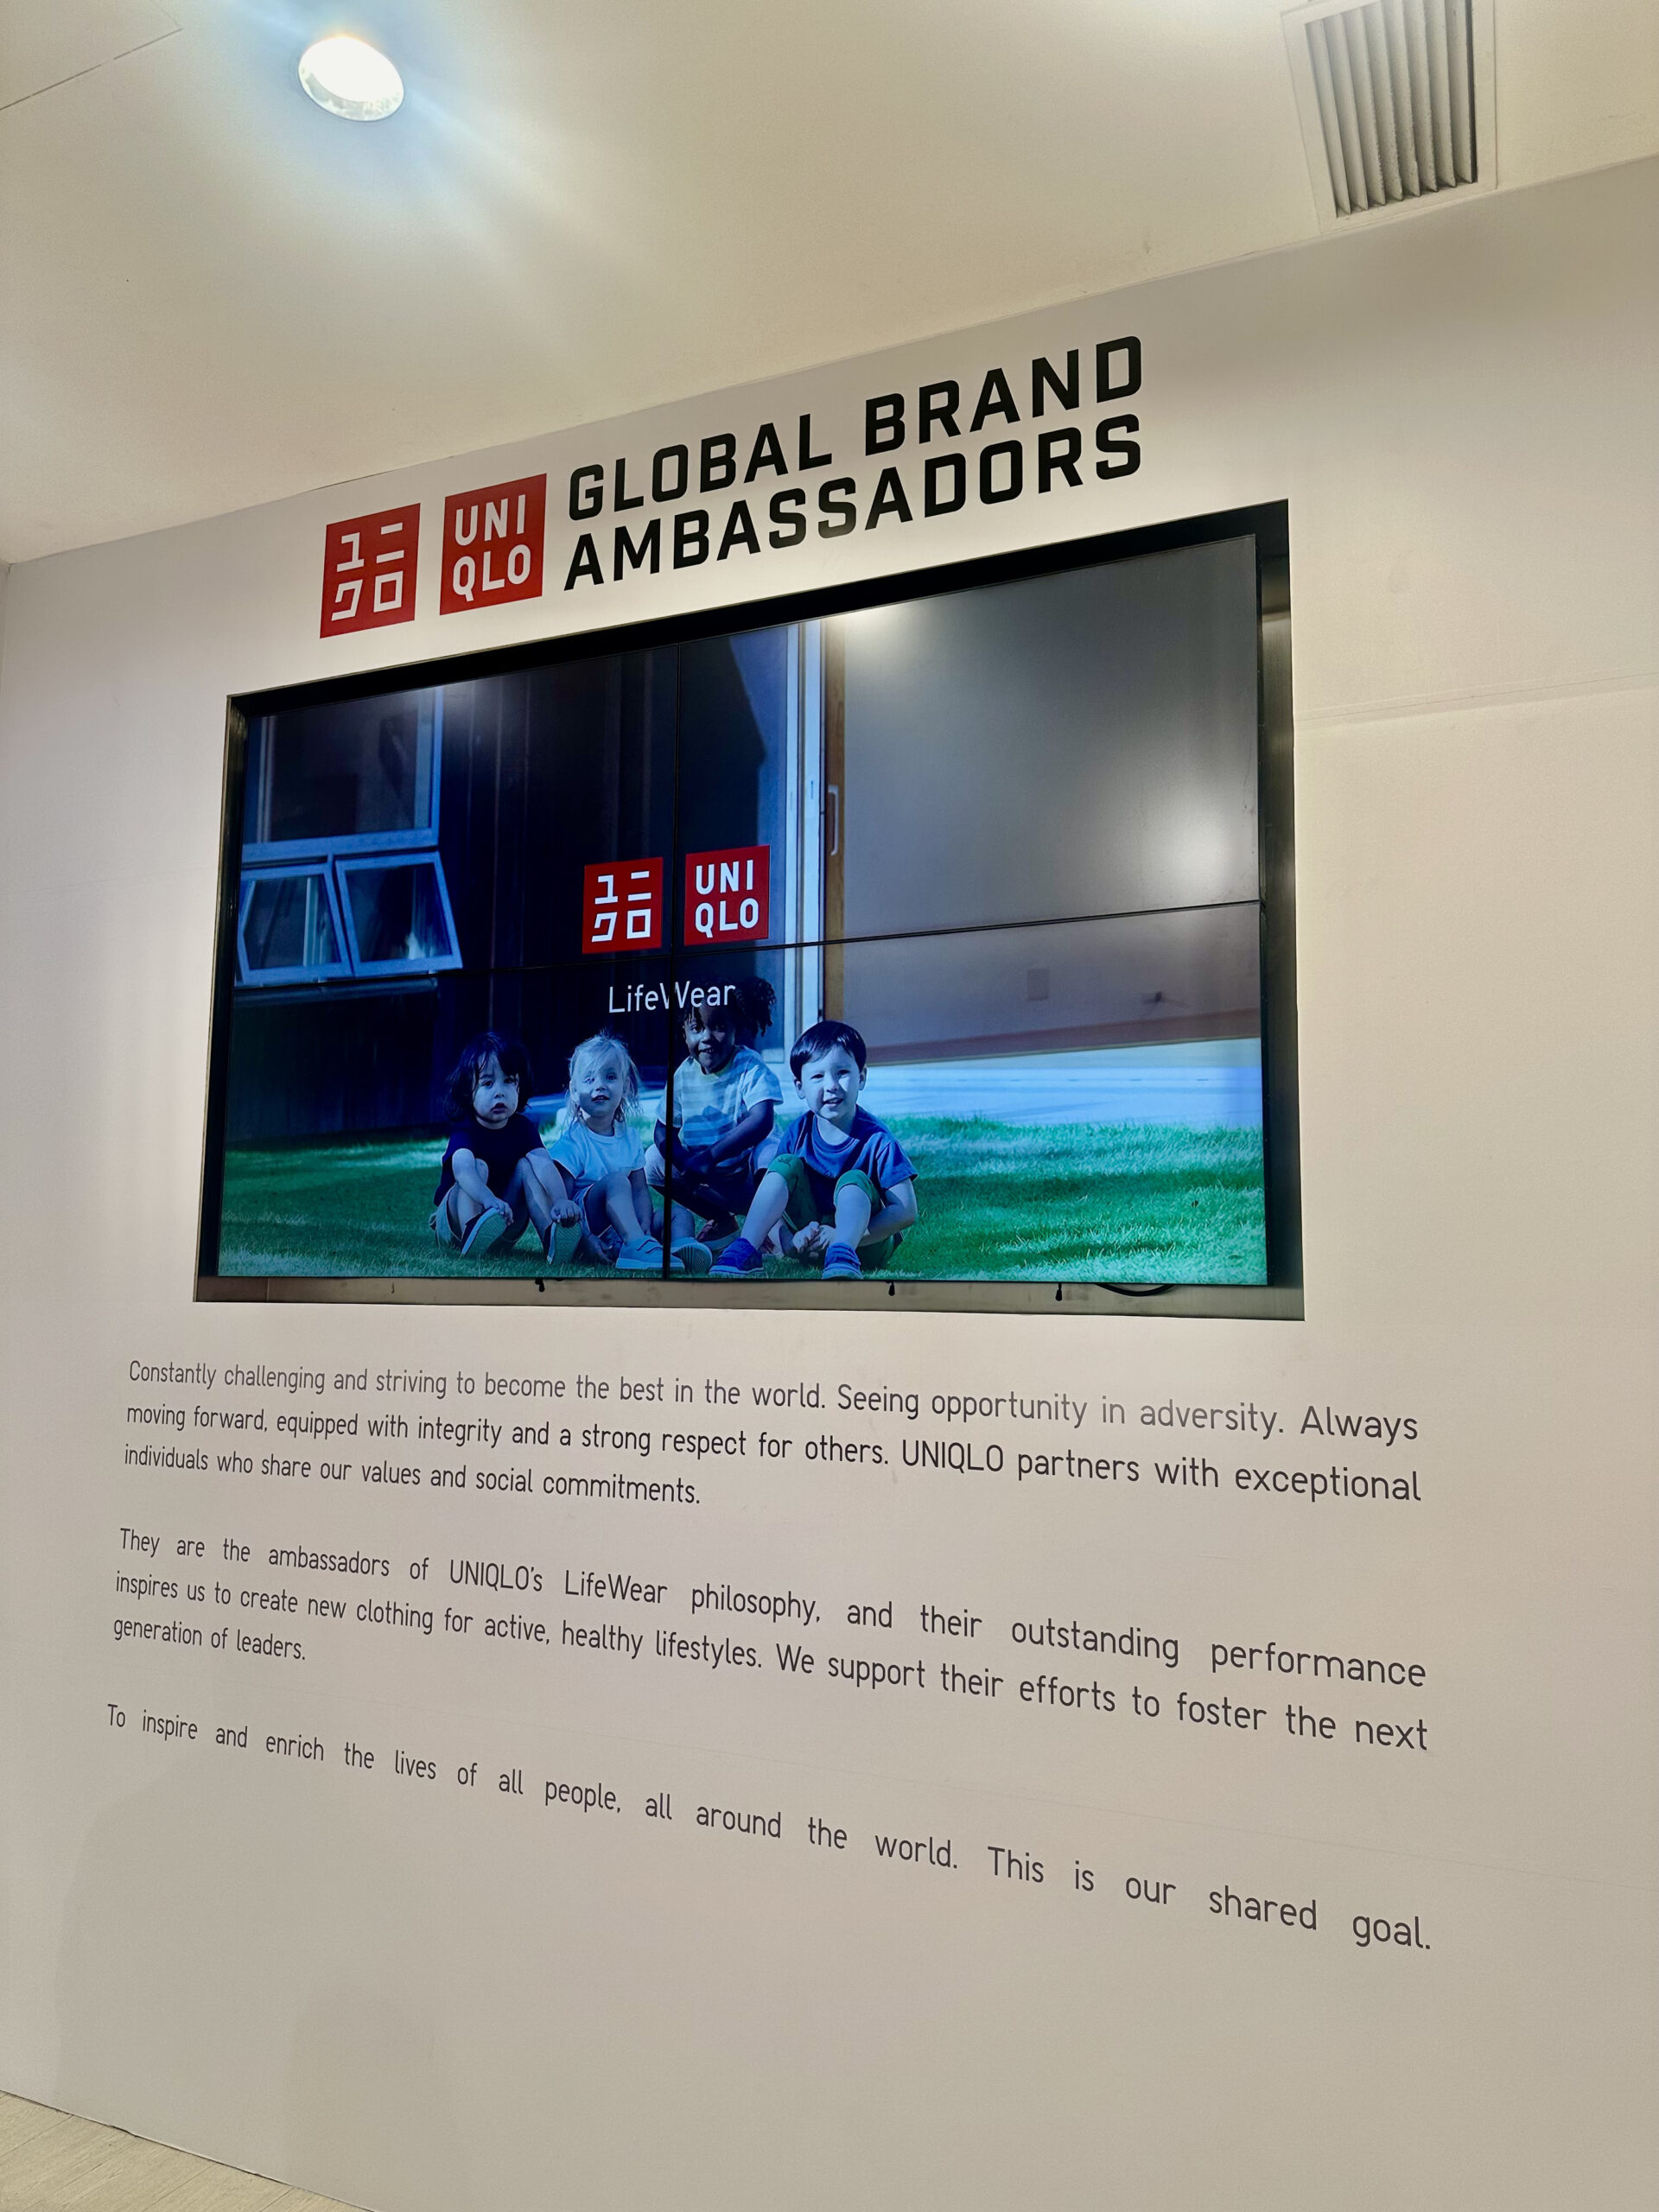 ユニ
クロ
UNI
QLO
GLOBAL BRAND
AMBASSADORS
ユニ
クロ
UNI
QLO
LifeWear
Constantly challenging and striving to become the best in the world. Seeing opportunity in adversity. Always
moving forward, equipped with integrity and a strong respect for others. UNIQLO partners with exceptional
individuals who share our values and social commitments.
They are the ambassadors of UNIQLO's LifeWear philosophy, and their outstanding performance
inspires us to create new clothing for active, healthy lifestyles. We support their efforts to foster the next
generation of leaders.
To inspire and enrich the lives of all people, all around the world. This is our shared goal.